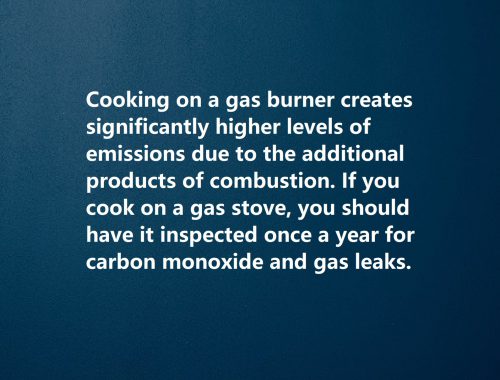 Cooking on a gas burner creates
significantly higher levels of
emissions due to the additional
products of combustion. If you
cook on a gas stove, you should
have it inspected once a year for
carbon monoxide and gas leaks.